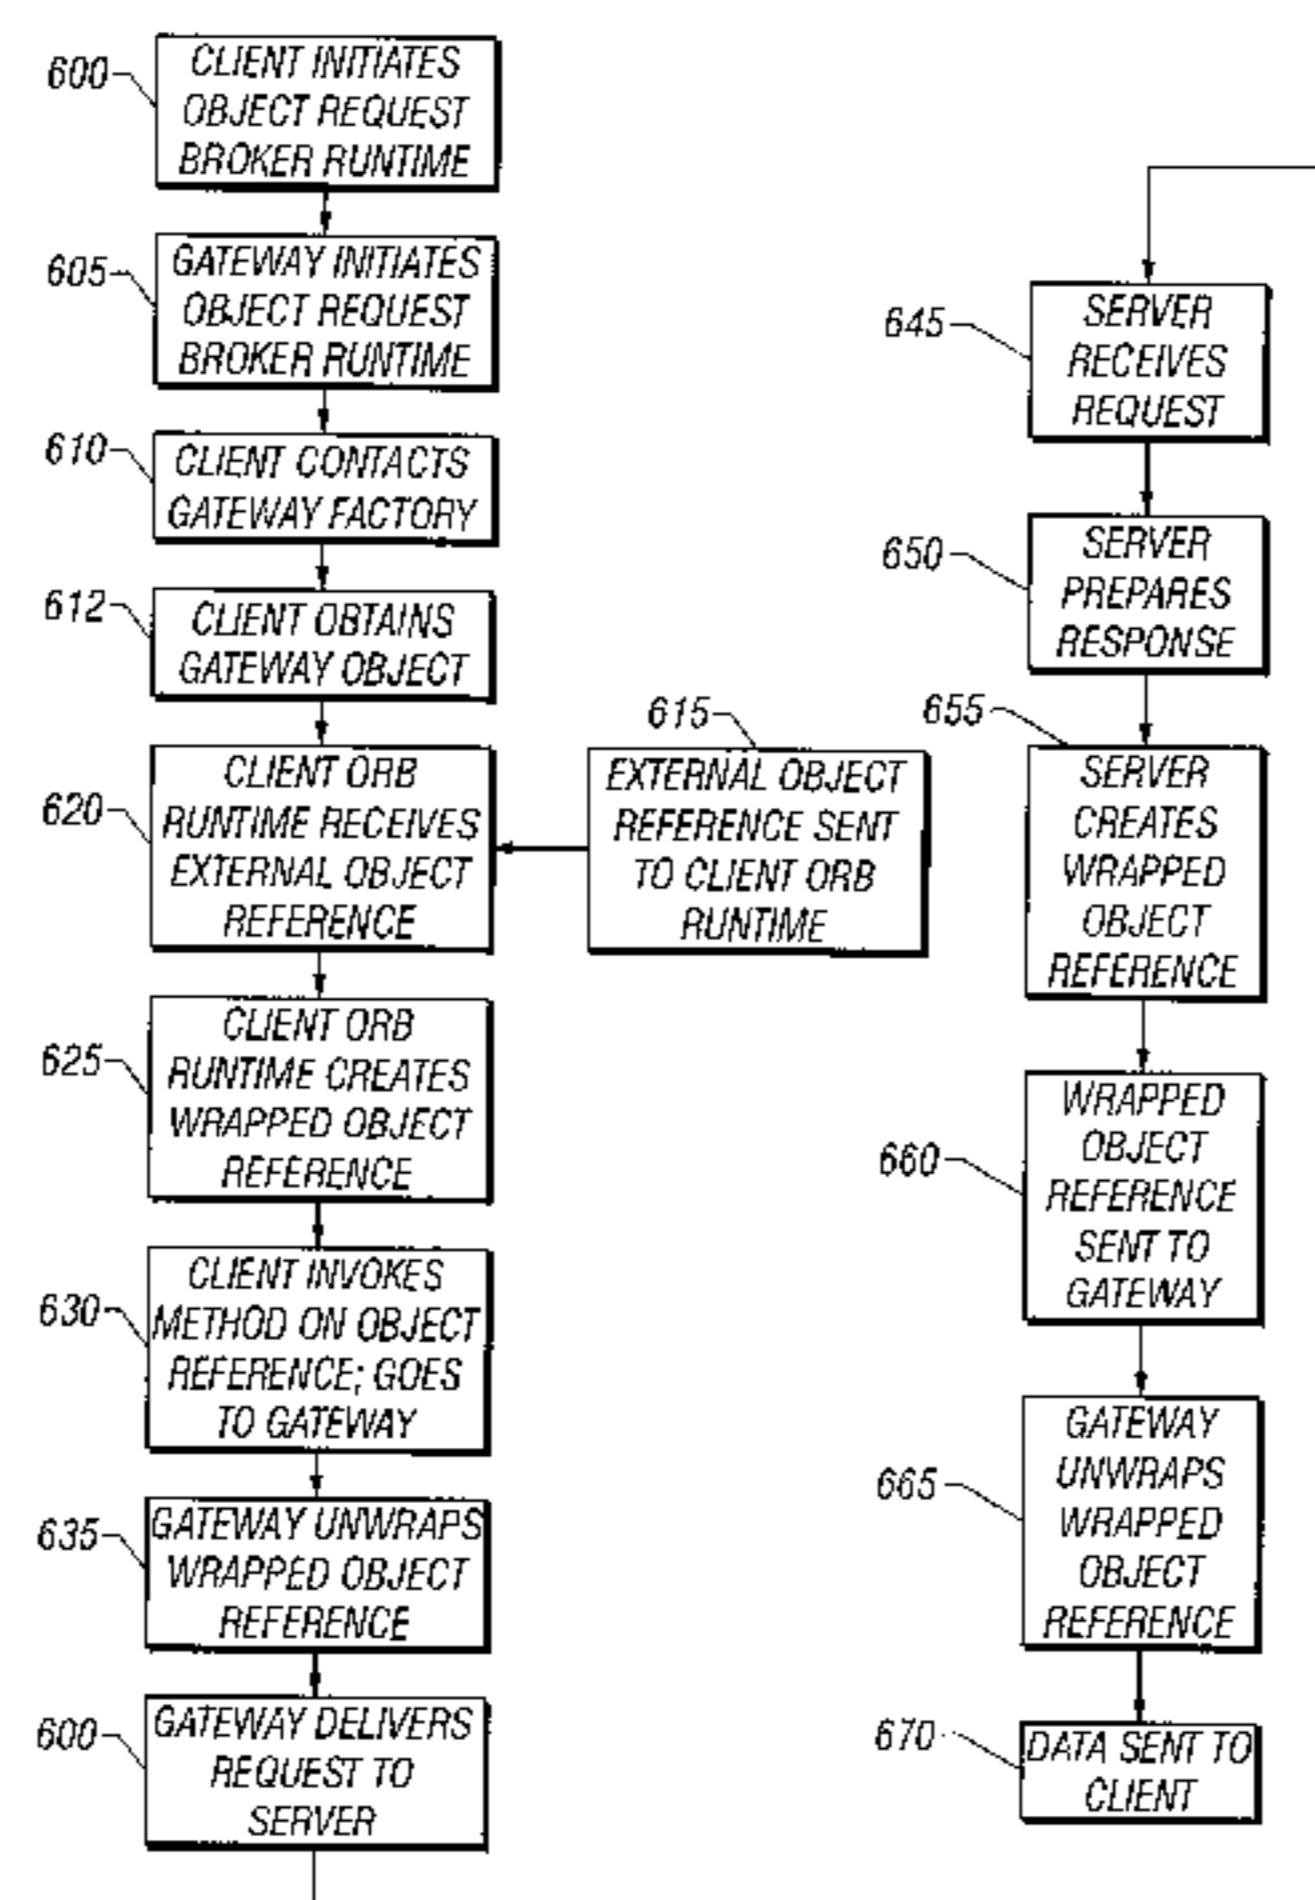 600
CLIENT INITIATES
OBJECT REQUEST
BROKER RUNTIME
605
GATEWAY INITIATES
OBJECT REQUEST
BROKER RUNTIME
610
CLIENT CONTACTS
GATEWAY FACTORY
612
CLIENT OBTAINS
GATEWAY OBJECT
620
CLIENT ORB
RUNTIME RECEIVES
EXTERNAL OBJECT
REFERENCE
615
EXTERNAL OBJECT
REFERENCE SENT
TO CLIENT ORB
RUNTIME
625
CLIENT ORB
RUNTIME CREATES
WRAPPED OBJECT
REFERENCE
630
CLIENT INVOKES
METHOD ON OBJECT
REFERENCE; GOES
TO GATEWAY
635
GATEWAY UNWRAPS
WRAPPED OBJECT
REFERENCE
600
GATEWAY DELIVERS
REQUEST TO
SERVER
645
SERVER
RECEIVES
REQUEST
650
SERVER
PREPARES
RESPONSE
655
SERVER
CREATES
WRAPPED
OBJECT
REFERENCE
660
WRAPPED
OBJECT
REFERENCE
SENT TO
GATEWAY
665
GATEWAY
UNWRAPS
WRAPPED
OBJECT
REFERENCE
670
DATA SENT TO
CLIENT